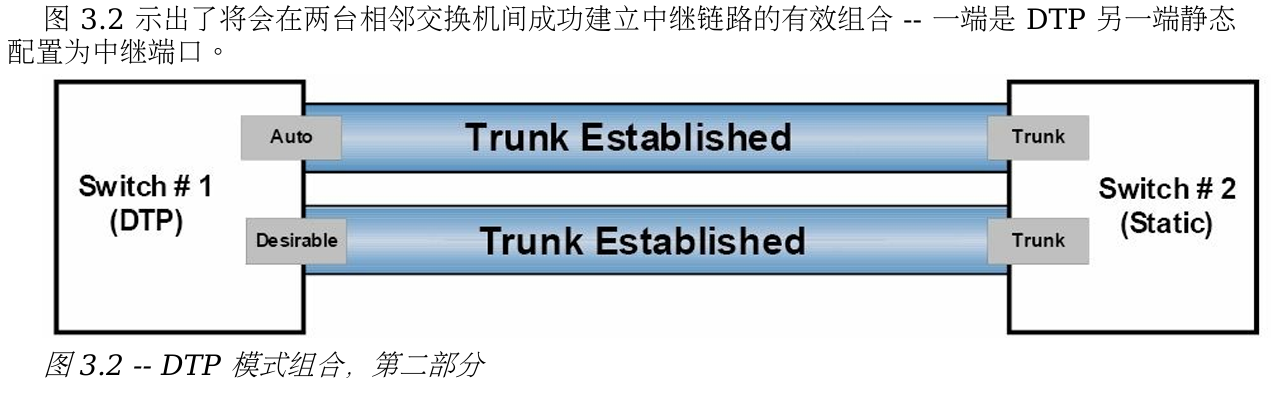 图 3.2 示出了将会在两台相邻交换机间成功建立中继链路的有效组合 -- 一端是 DTP 另一端静态
配置为中继端口。
Auto
Trunk Established
Trunk
Switch # 1
(DTP)
Switch # 2
(Static)
Desirable
Trunk Established
Trunk
图 3.2 -- DTP 模式组合，第二部分